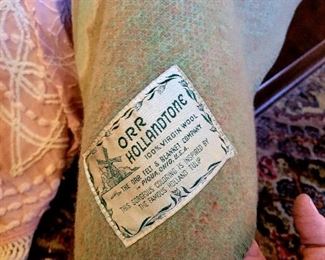 ORR
HOLLANDTONE
100% VIRGIN WOOL
THE ORR FELT & BLANKET COMPANY
PIQUA, OHIO, U.S.A.
THIS GORGEOUS COLORING IS INSPIRED BY
THE FAMOUS HOLLAND TULIP